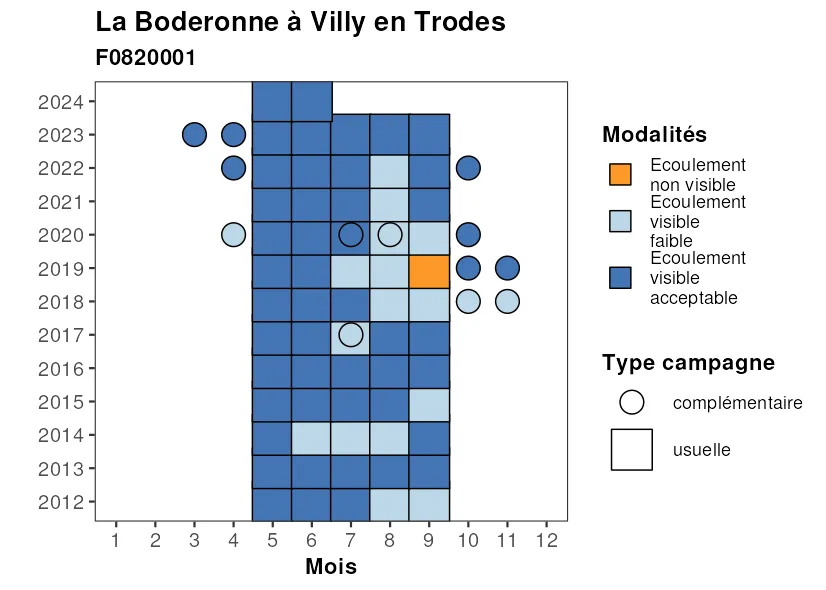 La Boderonne à Villy en Trodes
F0820001
2024
2023
2022
2021
2020
2019
2018
2017
2016
2015
2014
2013
2012
1 2 3 4 5 6 7 8 9 10 11 12
Mois
Modalités
Ecoulement
non visible
Ecoulement
visible
faible
Ecoulement
visible
acceptable
Type campagne
complémentaire
usuelle